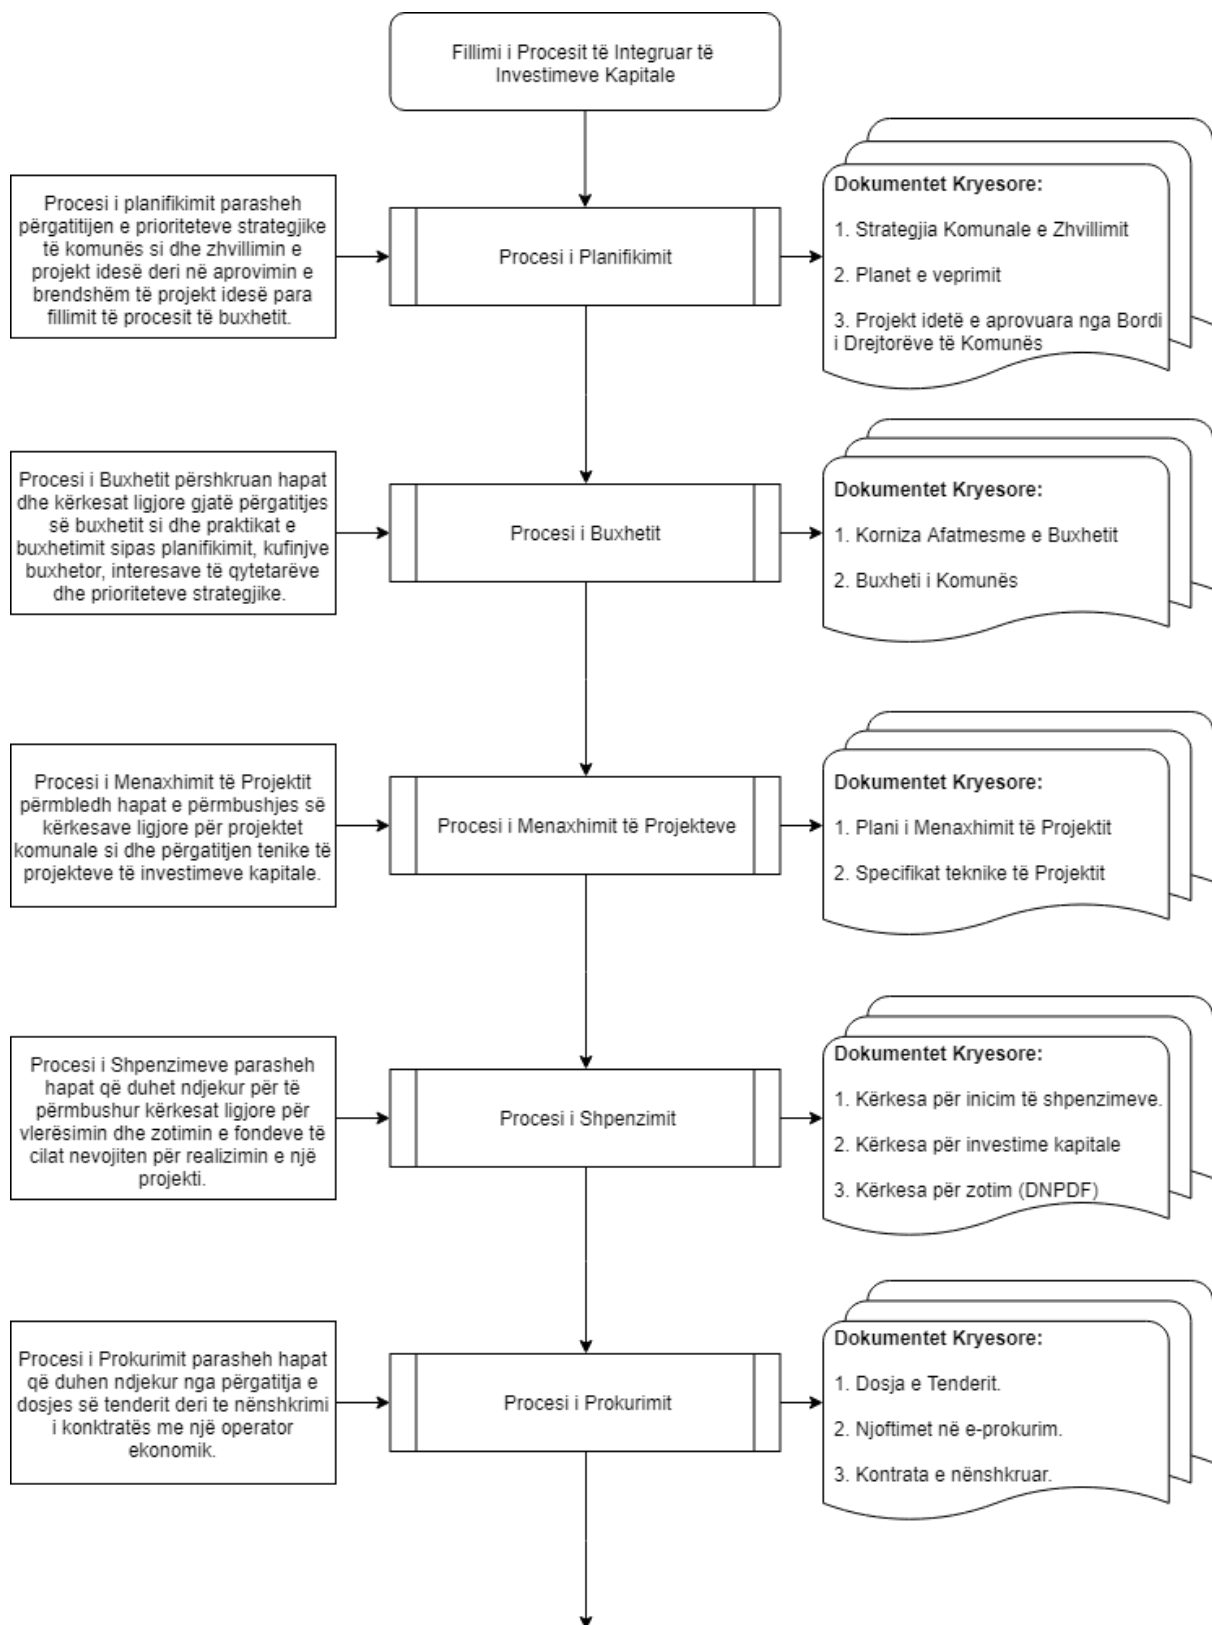 Fillimi i Procesit të Integruar të
Investimeve Kapitale
Procesi i planifikimit parasheh
përgatitijen e prioriteteve strategjike
të komunës si dhe zhvillimin e
projekt idesë deri në aprovimin e
brendshëm të projekt idesë para
fillimit të procesit të buxhetit.
Procesi i Planifikimit
Dokumentet Kryesore:
1. Strategjia Komunale e Zhvillimit
2. Planet e veprimit
3. Projekt idetë e aprovuara nga Bordi
i Drejtorëve të Komunës
Procesi i Buxhetit përshkruan hapat
dhe kërkesat ligjore gjatë përgatitjes
së buxhetit si dhe praktikat e
buxhetimit sipas planifikimit, kufinjve
buxhetor, interesave të qytetarëve
dhe prioriteteve strategjike.
Procesi i Buxhetit
Dokumentet Kryesore:
1. Korniza Afatmesme e Buxhetit
2. Buxheti i Komunës
Procesi i Menaxhimit të Projektit
përmbledh hapat e përmbushjes së
kërkesave ligjore për projektet
komunale si dhe përgatitjen tenike të
projekteve të investimeve kapitale.
Procesi i Menaxhimit të Projekteve
Dokumentet Kryesore:
1. Plani i Menaxhimit të Projektit
2. Specifikat teknike të Projektit
Procesi i Shpenzimeve parasheh
hapat që duhet ndjekur për të
përmbushur kërkesat ligjore për
vlerësimin dhe zotimin e fondeve të
cilat nevojiten për realizimin e një
projekti.
Procesi i Shpenzimit
Dokumentet Kryesore:
1. Kërkesa për inicim të shpenzimeve.
2. Kërkesa për investime kapitale
3. Kërkesa për zotim (DNPDF)
Procesi i Prokurimit parasheh hapat
që duhen ndjekur nga përgatitja e
dosjes së tenderit deri te nënshkrimi
i konktratës me një operator
ekonomik.
Procesi i Prokurimit
Dokumentet Kryesore:
1. Dosja e Tenderit.
2. Njoftimet në e-prokurim.
3. Kontrata e nënshkruar.